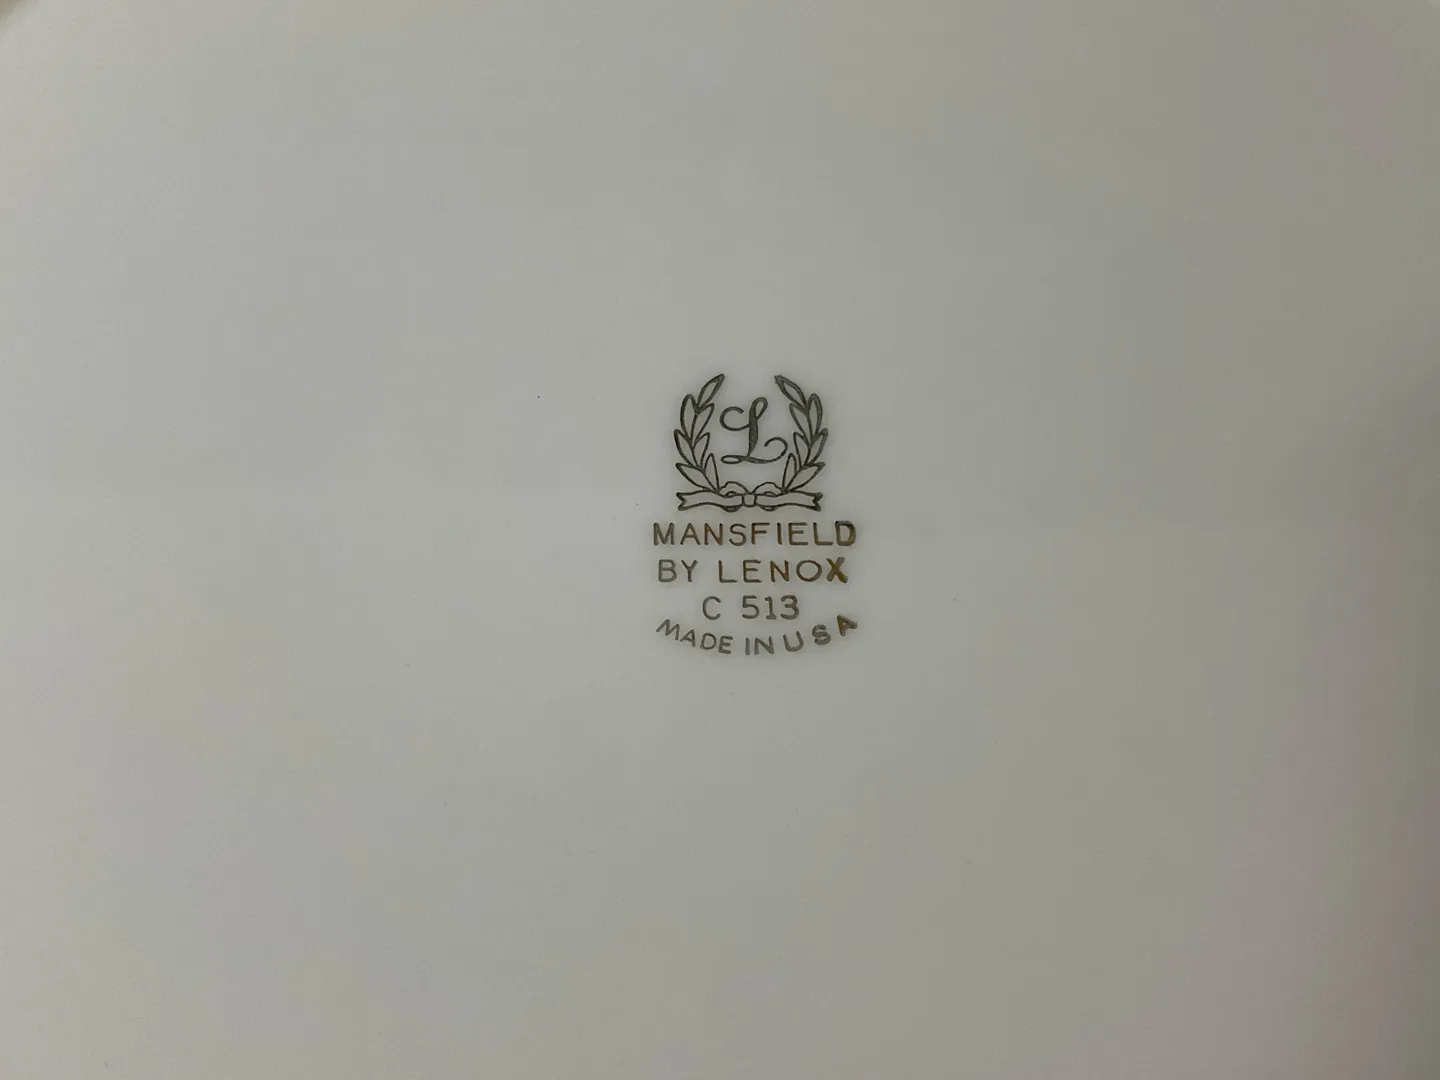 L
MANSFIELD
BY LENOX
C 513
MADE IN USA